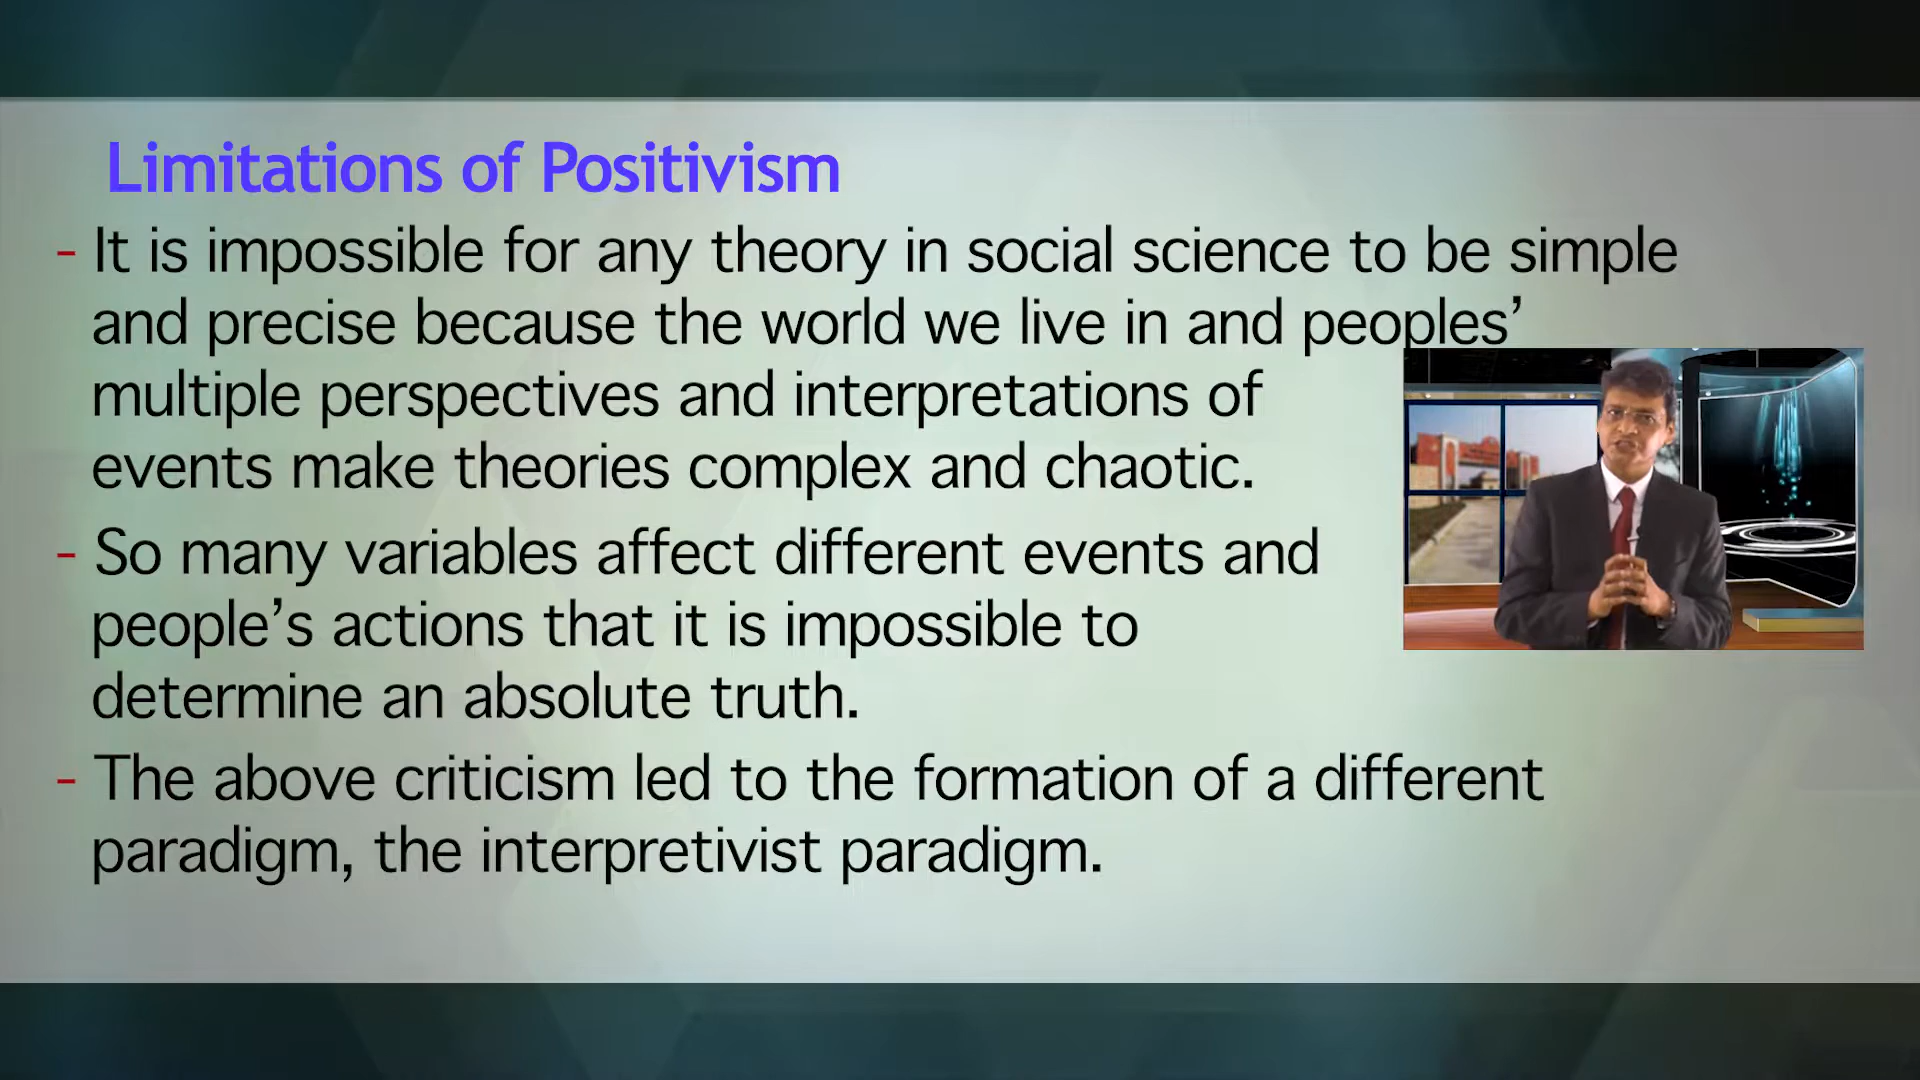 Limitations of Positivism
- It is impossible for any theory in social science to be simple
and precise because the world we live in and peoples’
multiple perspectives and interpretations of
events make theories complex and chaotic.
- So many variables affect different events and
people’s actions that it is impossible to
determine an absolute truth.
- The above criticism led to the formation of a different
paradigm, the interpretivist paradigm.